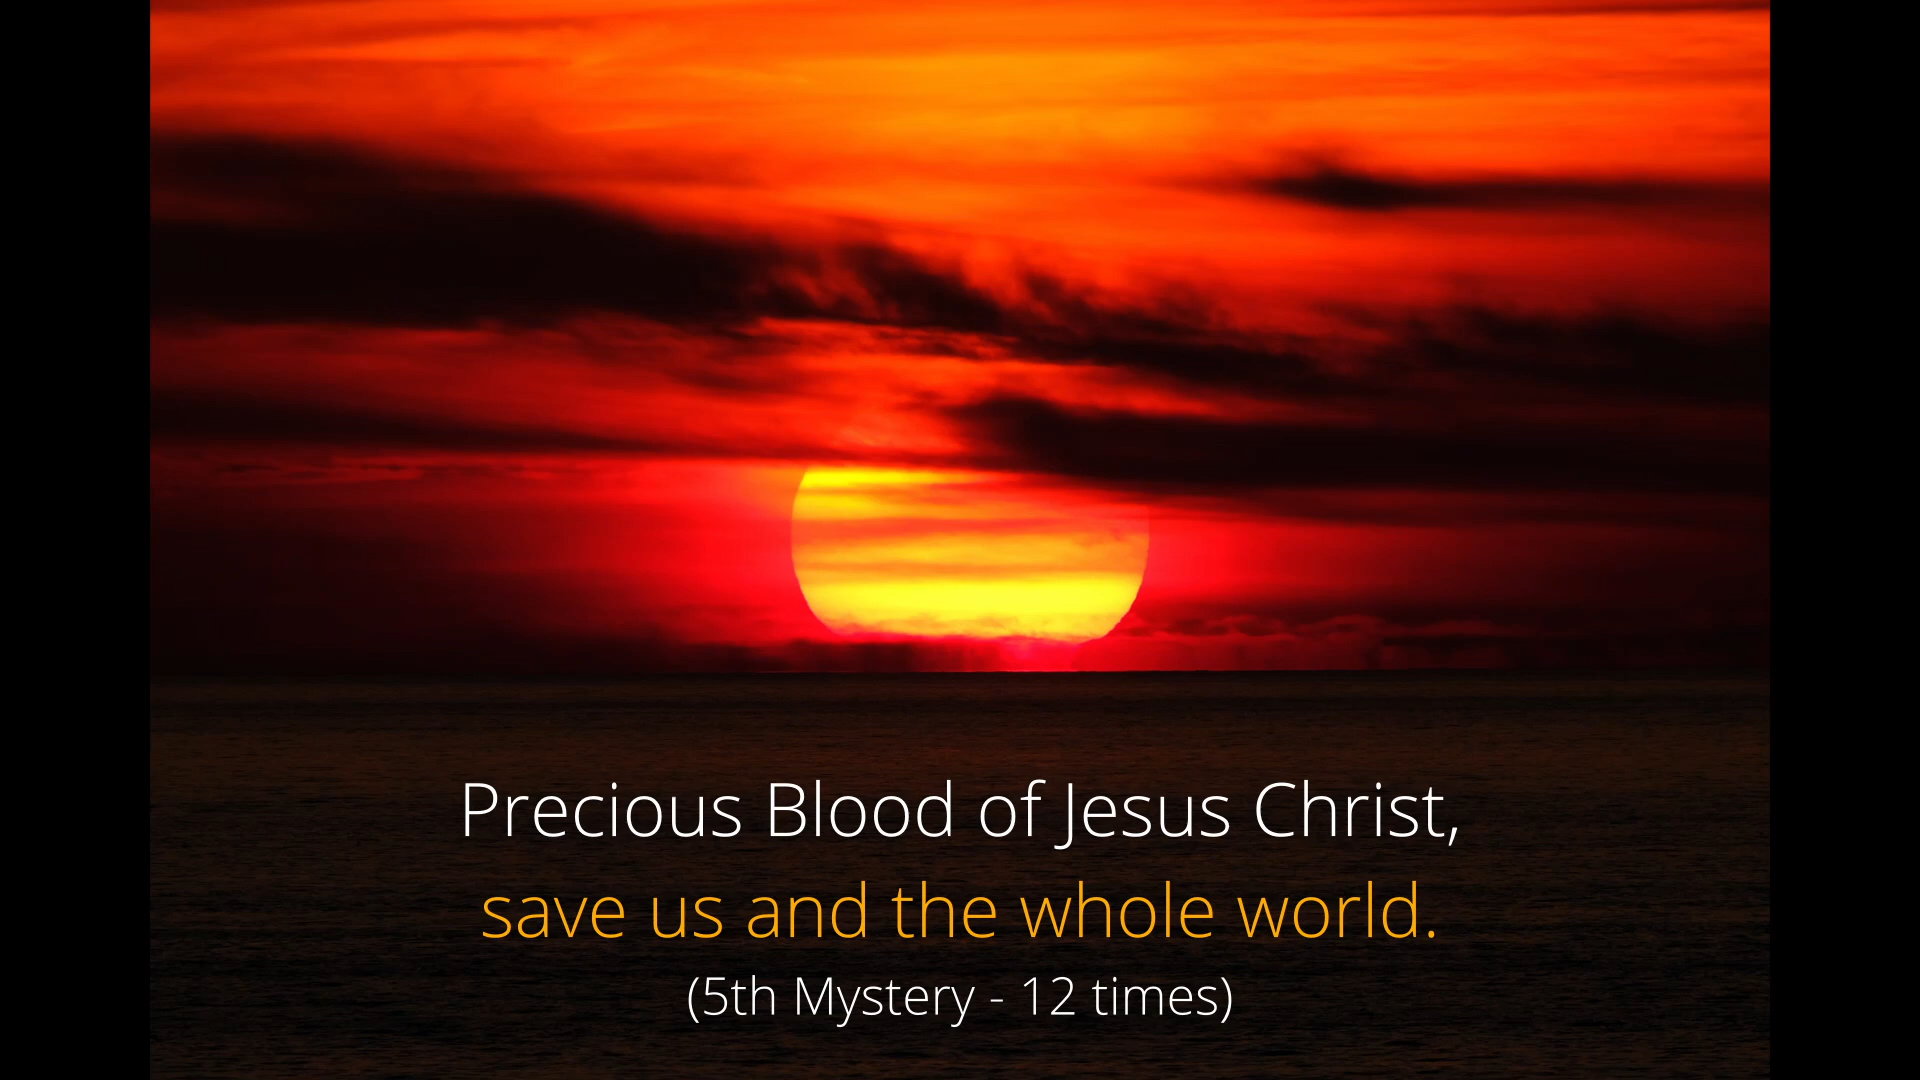 Precious Blood of Jesus Christ,
save us and the whole world.
(5th Mystery - 12 times)